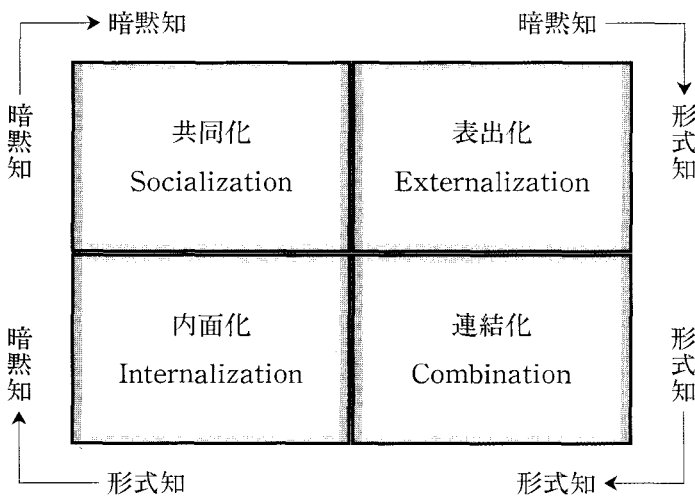 暗黙知
暗黙知
暗黙知
形式知
共同化
Socialization
表出化
Externalization
内面化
Internalization
連結化
Combination
暗黙知
形式知
形式知
形式知